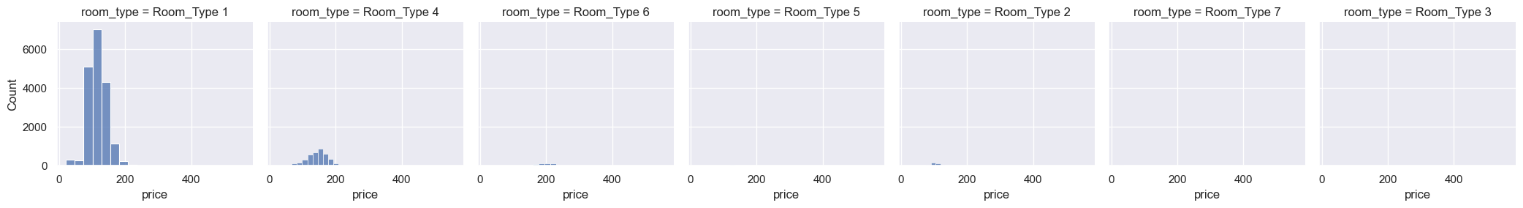 room_type = Room_Type 1 room_type = Room_Type 4 room_type = Room_Type 6 room_type = Room_Type 5 room_type = Room_Type 2 room_type = Room_Type 7 room_type = Room_Type 3
6000
4000
2000
0
Count
0 200 400 0 200 400 0 200 400 0 200 400 0 200 400 0 200 400 0 200 400
price price price price price price price